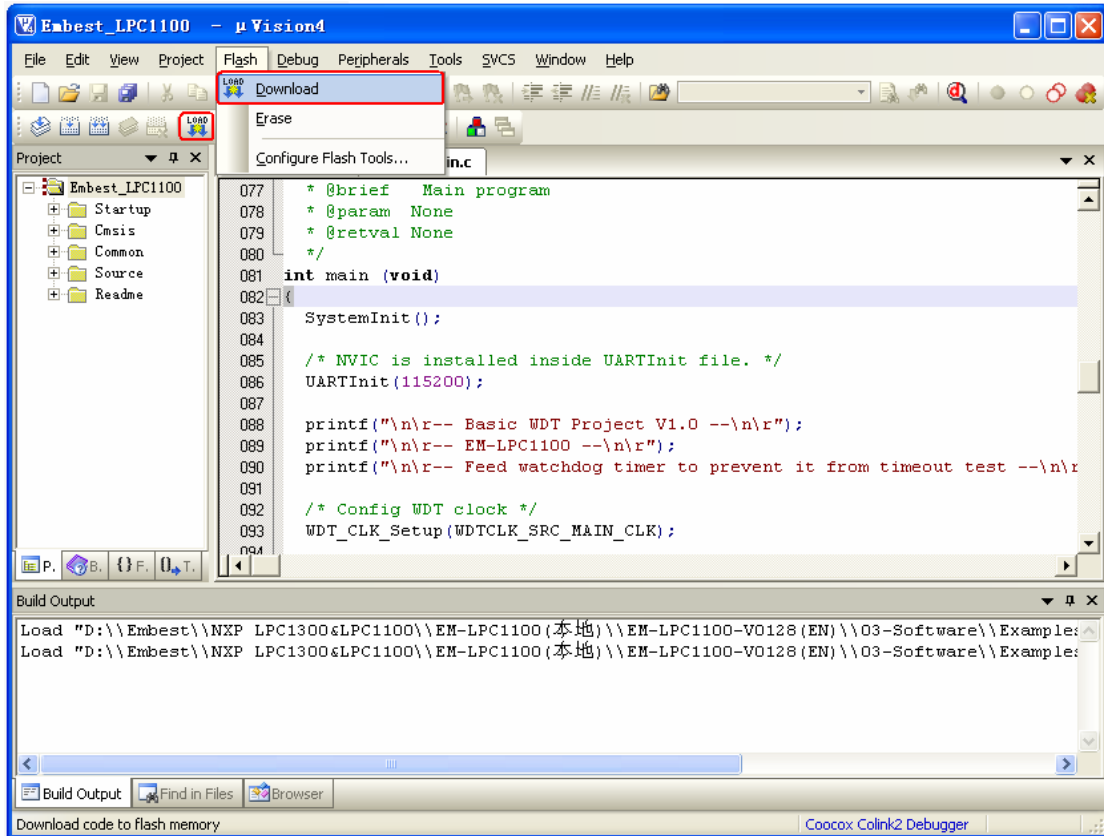 Embest_LPC1100 - µVision4
File Edit View Project Flash Debug Peripherals Tools SVCS Window Help
LOAD Download
LOAD
Erase
Configure Flash Tools...
Project
in.c
Embest_LPC1100
Startup
Cmsis
Common
Source
Readme
077 * @brief Main program
078 * @param None
079 * @retval None
080 */
081 int main (void)
082 {
083 SystemInit();
084
085 /* NVIC is installed inside UARTInit file. */
086 UARTInit(115200);
087
088 printf("\n\r-- Basic WDT Project V1.0 --\n\r");
089 printf("\n\r-- EM-LPC1100 --\n\r");
090 printf("\n\r-- Feed watchdog timer to prevent it from timeout test --\n\r
091
092 /* Config WDT clock */
093 WDT_CLK_Setup(WDTCLK_SRC_MAIN_CLK);
094
P. B. {} F. 0 T.
Build Output
Load "D:\\Embest\\NXP LPC1300&LPC1100\\EM-LPC1100(本地)\\EM-LPC1100-V0128(EN)\\03-Software\\Examples
Load "D:\\Embest\\NXP LPC1300&LPC1100\\EM-LPC1100(本地)\\EM-LPC1100-V0128(EN)\\03-Software\\Examples
Build Output Find in Files Browser
Download code to flash memory Coocox Colink2 Debugger